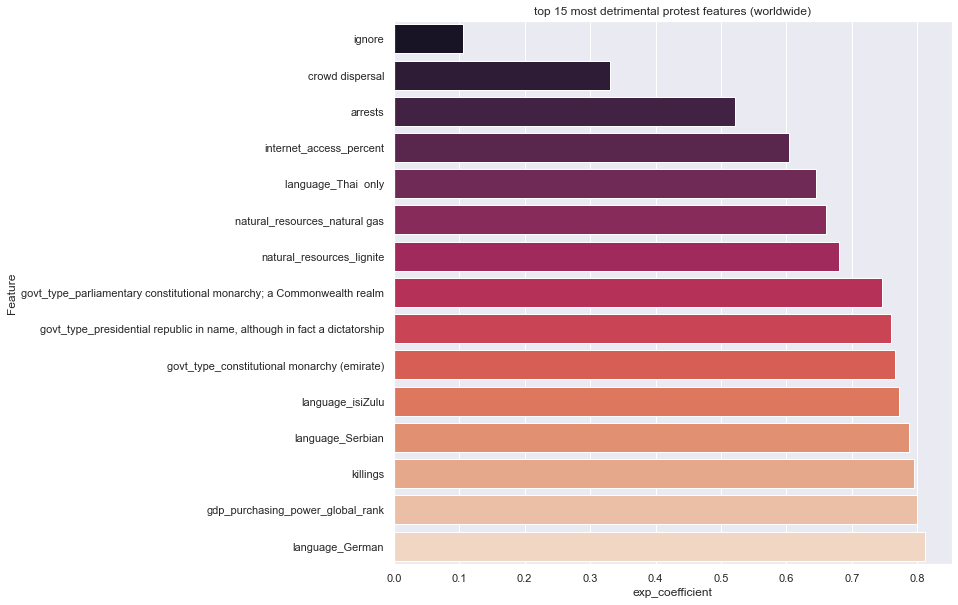 top 15 most detrimental protest features (worldwide)
ignore
crowd dispersal
arrests
internet_access_percent
language_Thai  only
natural_resources_natural gas
natural_resources_lignite
govt_type_parliamentary constitutional monarchy; a Commonwealth realm
govt_type_presidential republic in name, although in fact a dictatorship
govt_type_constitutional monarchy (emirate)
language_isiZulu
language_Serbian
killings
gdp_purchasing_power_global_rank
language_German
Feature
0.0 0.1 0.2 0.3 0.4 0.5 0.6 0.7 0.8
exp_coefficient